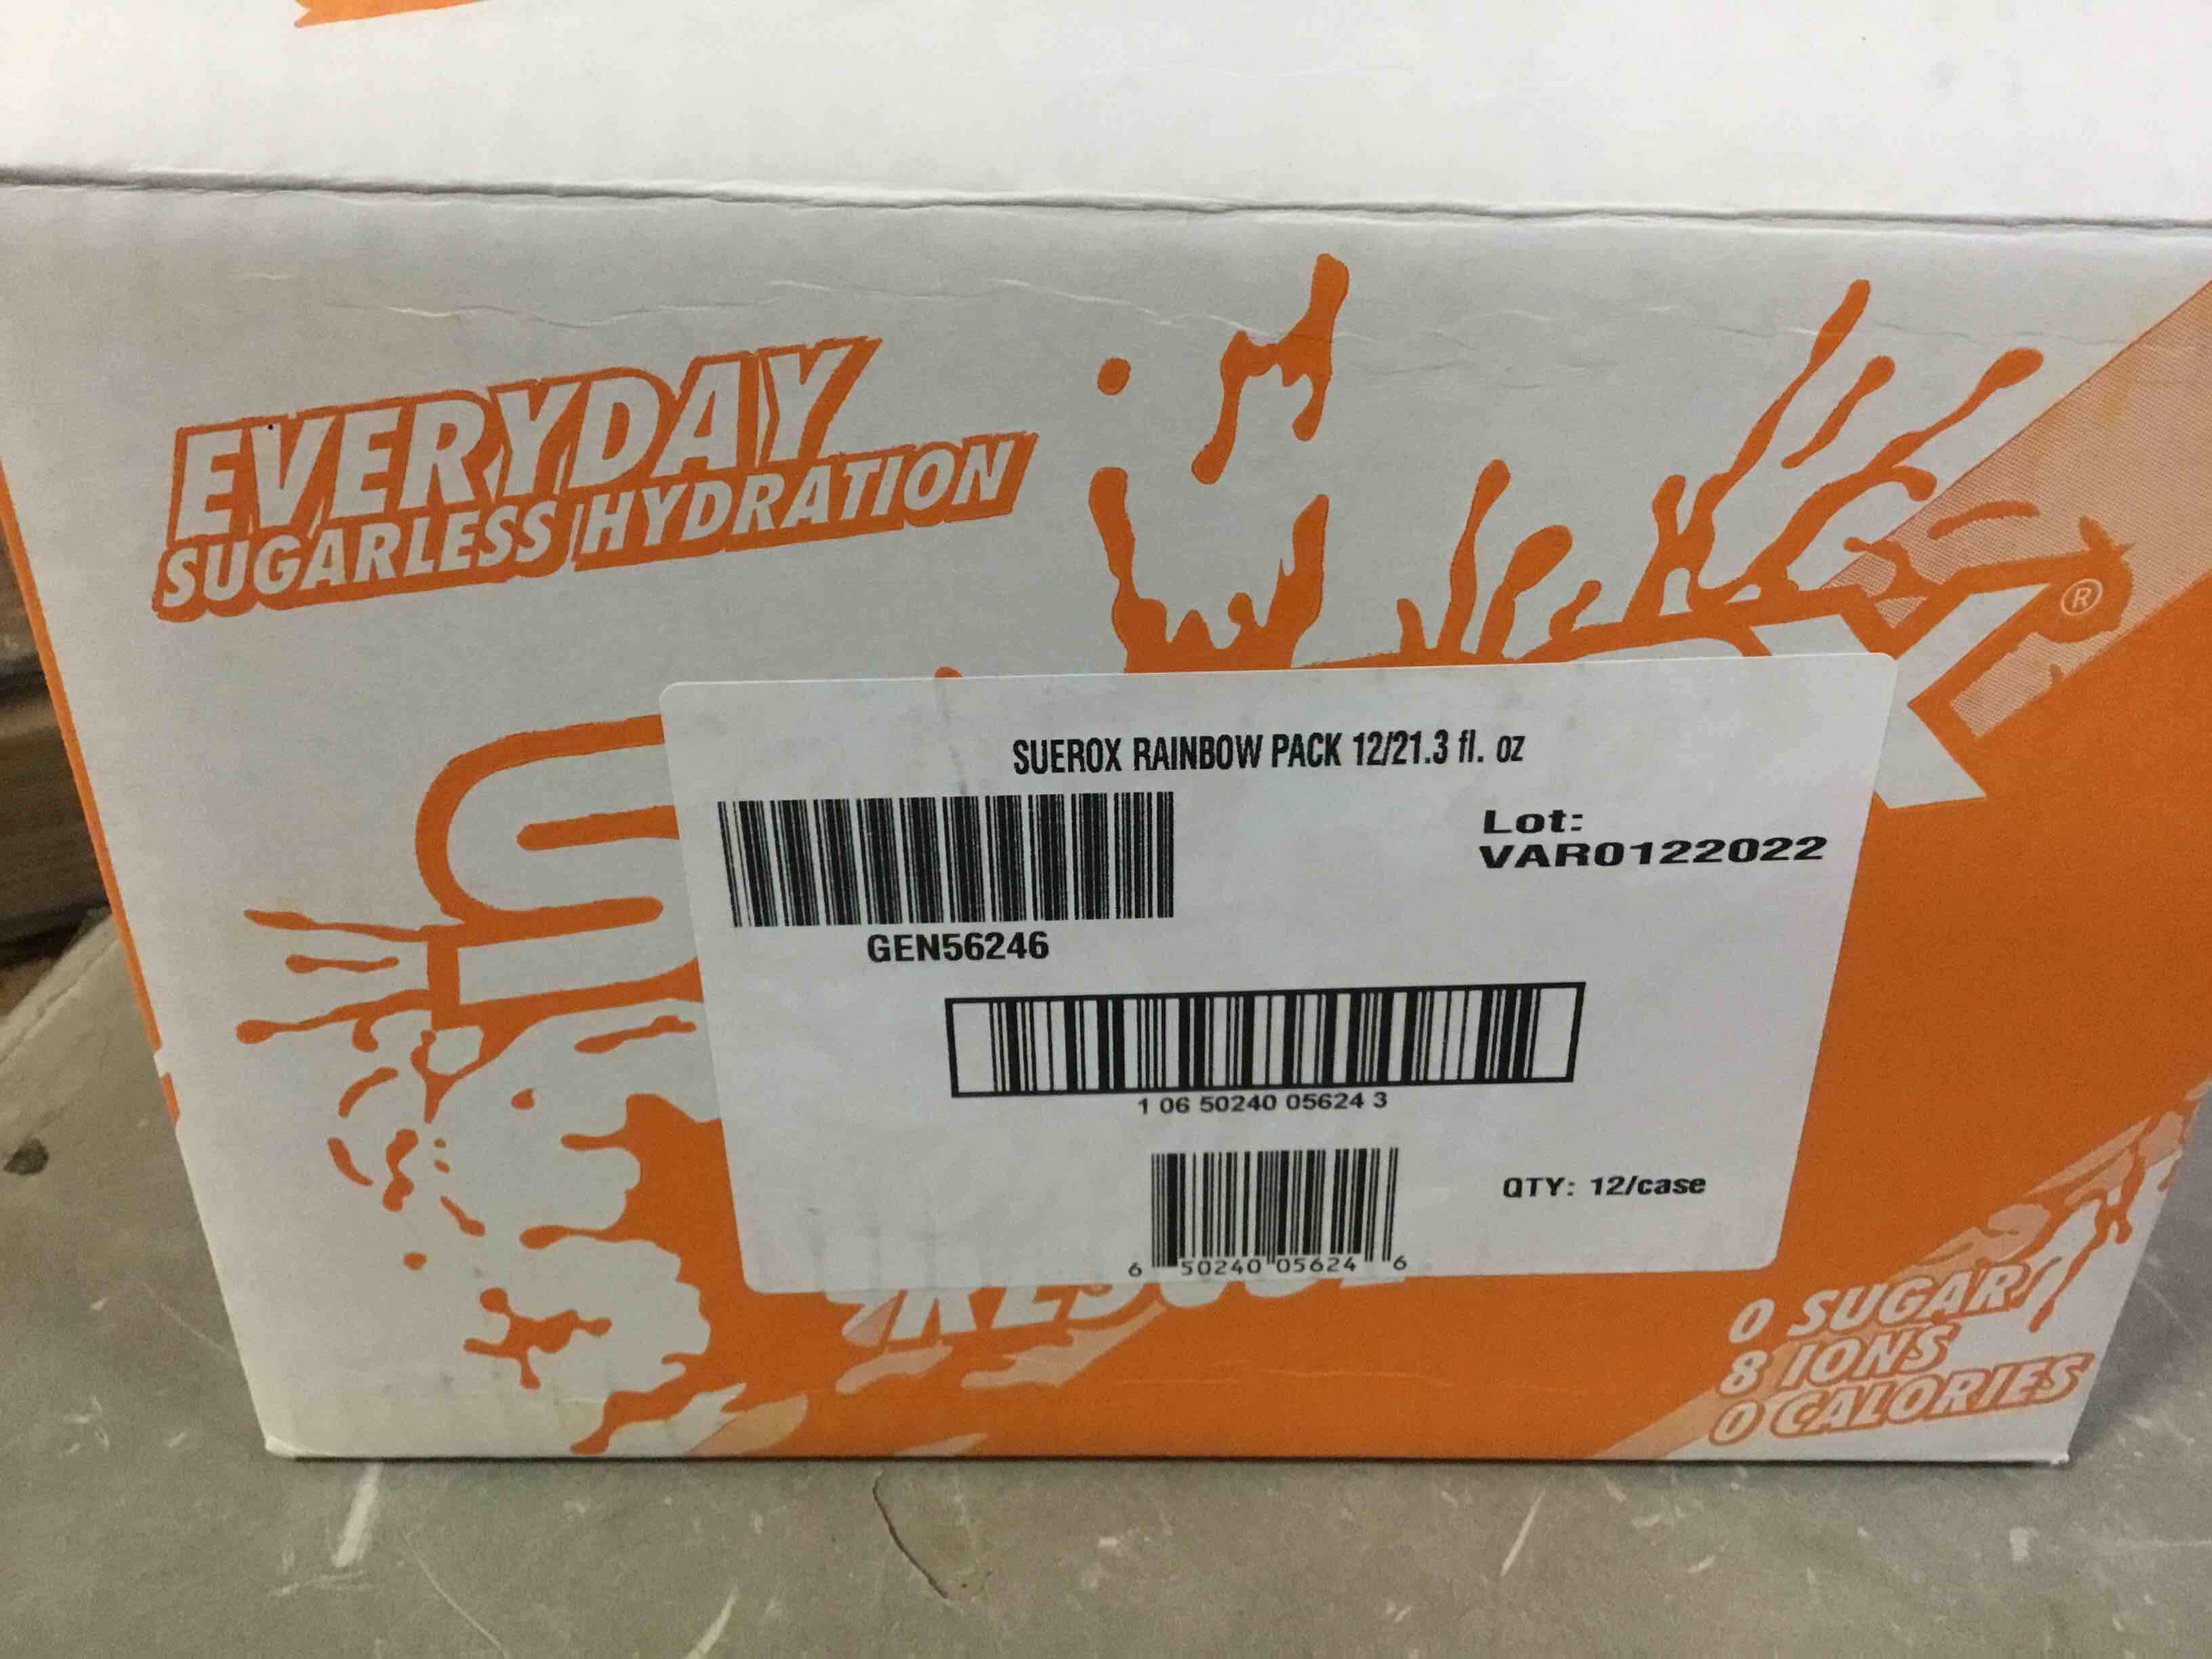 EVERYDAY
SUGARLESS HYDRATION
®
SUEROX RAINBOW PACK 12/21.3 fl. oz
Lot:
VAR0122022
GEN56246
1 06 50240 05624 3
QTY: 12/case
6 50240 05624 6
0 SUGAR
8 IONS
0 CALORIES